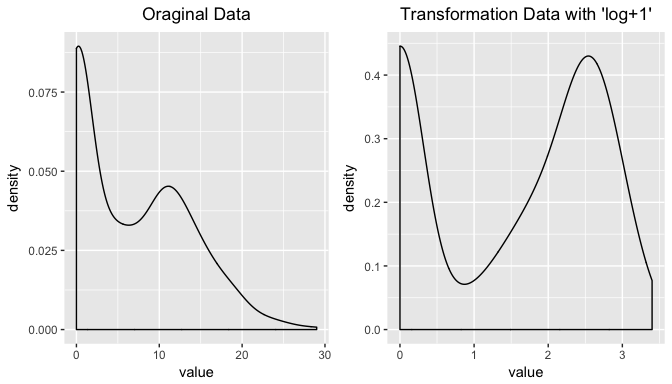 Oraginal Data
0.075
0.050
0.025
0.000
density
0 10 20 30
value
Transformation Data with 'log+1'
0.4
0.3
0.2
0.1
0.0
density
0 1 2 3
value